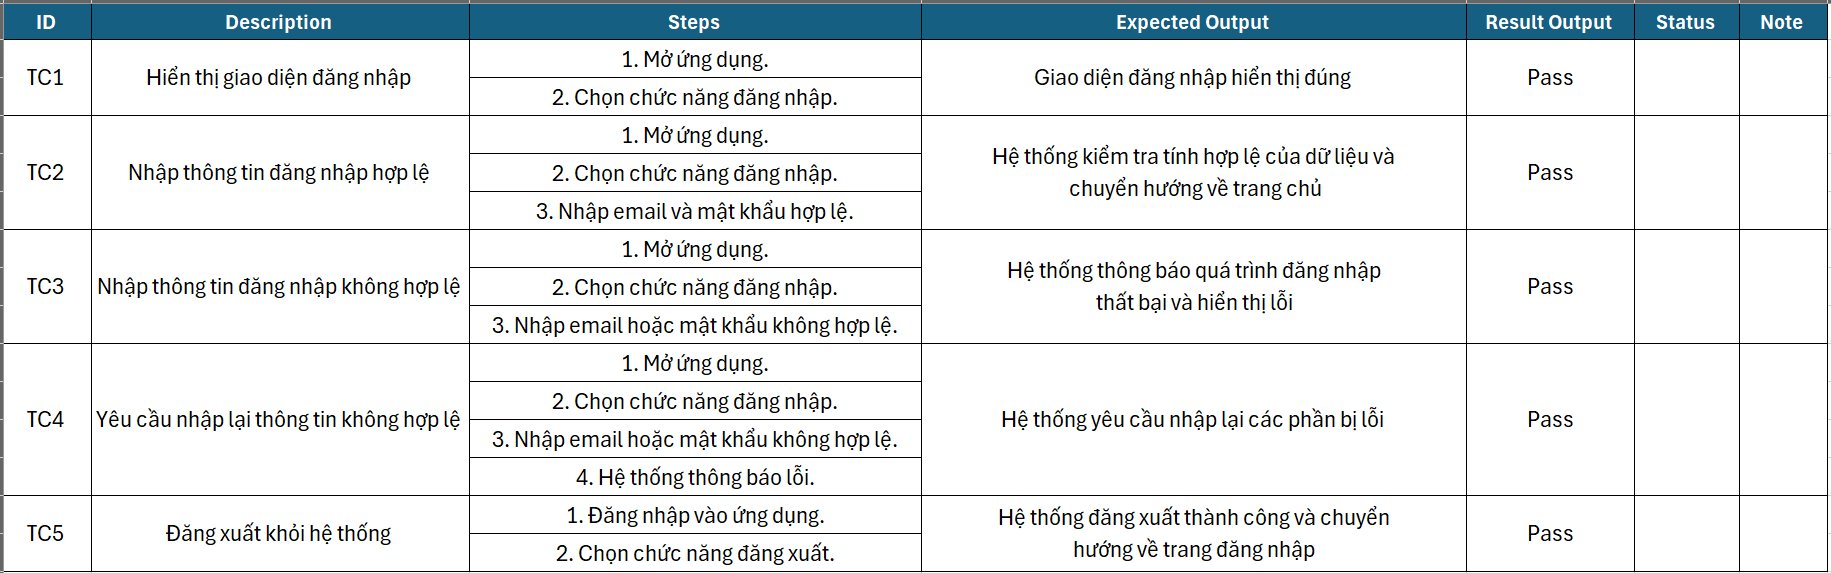 ID Description Steps Expected Output Result Output Status Note
TC1 Hiển thị giao diện đăng nhập
1. Mở ứng dụng.
2. Chọn chức năng đăng nhập.
Giao diện đăng nhập hiển thị đúng
Pass
TC2 Nhập thông tin đăng nhập hợp lệ
1. Mở ứng dụng.
2. Chọn chức năng đăng nhập.
3. Nhập email và mật khẩu hợp lệ.
Hệ thống kiểm tra tính hợp lệ của dữ liệu và
chuyển hướng về trang chủ
Pass
TC3 Nhập thông tin đăng nhập không hợp lệ
1. Mở ứng dụng.
2. Chọn chức năng đăng nhập.
3. Nhập email hoặc mật khẩu không hợp lệ.
Hệ thống thông báo quá trình đăng nhập
thất bại và hiển thị lỗi
Pass
TC4 Yêu cầu nhập lại thông tin không hợp lệ
1. Mở ứng dụng.
2. Chọn chức năng đăng nhập.
3. Nhập email hoặc mật khẩu không hợp lệ.
4. Hệ thống thông báo lỗi.
Hệ thống yêu cầu nhập lại các phần bị lỗi
Pass
TC5 Đăng xuất khỏi hệ thống
1. Đăng nhập vào ứng dụng.
2. Chọn chức năng đăng xuất.
Hệ thống đăng xuất thành công và chuyển
hướng về trang đăng nhập
Pass